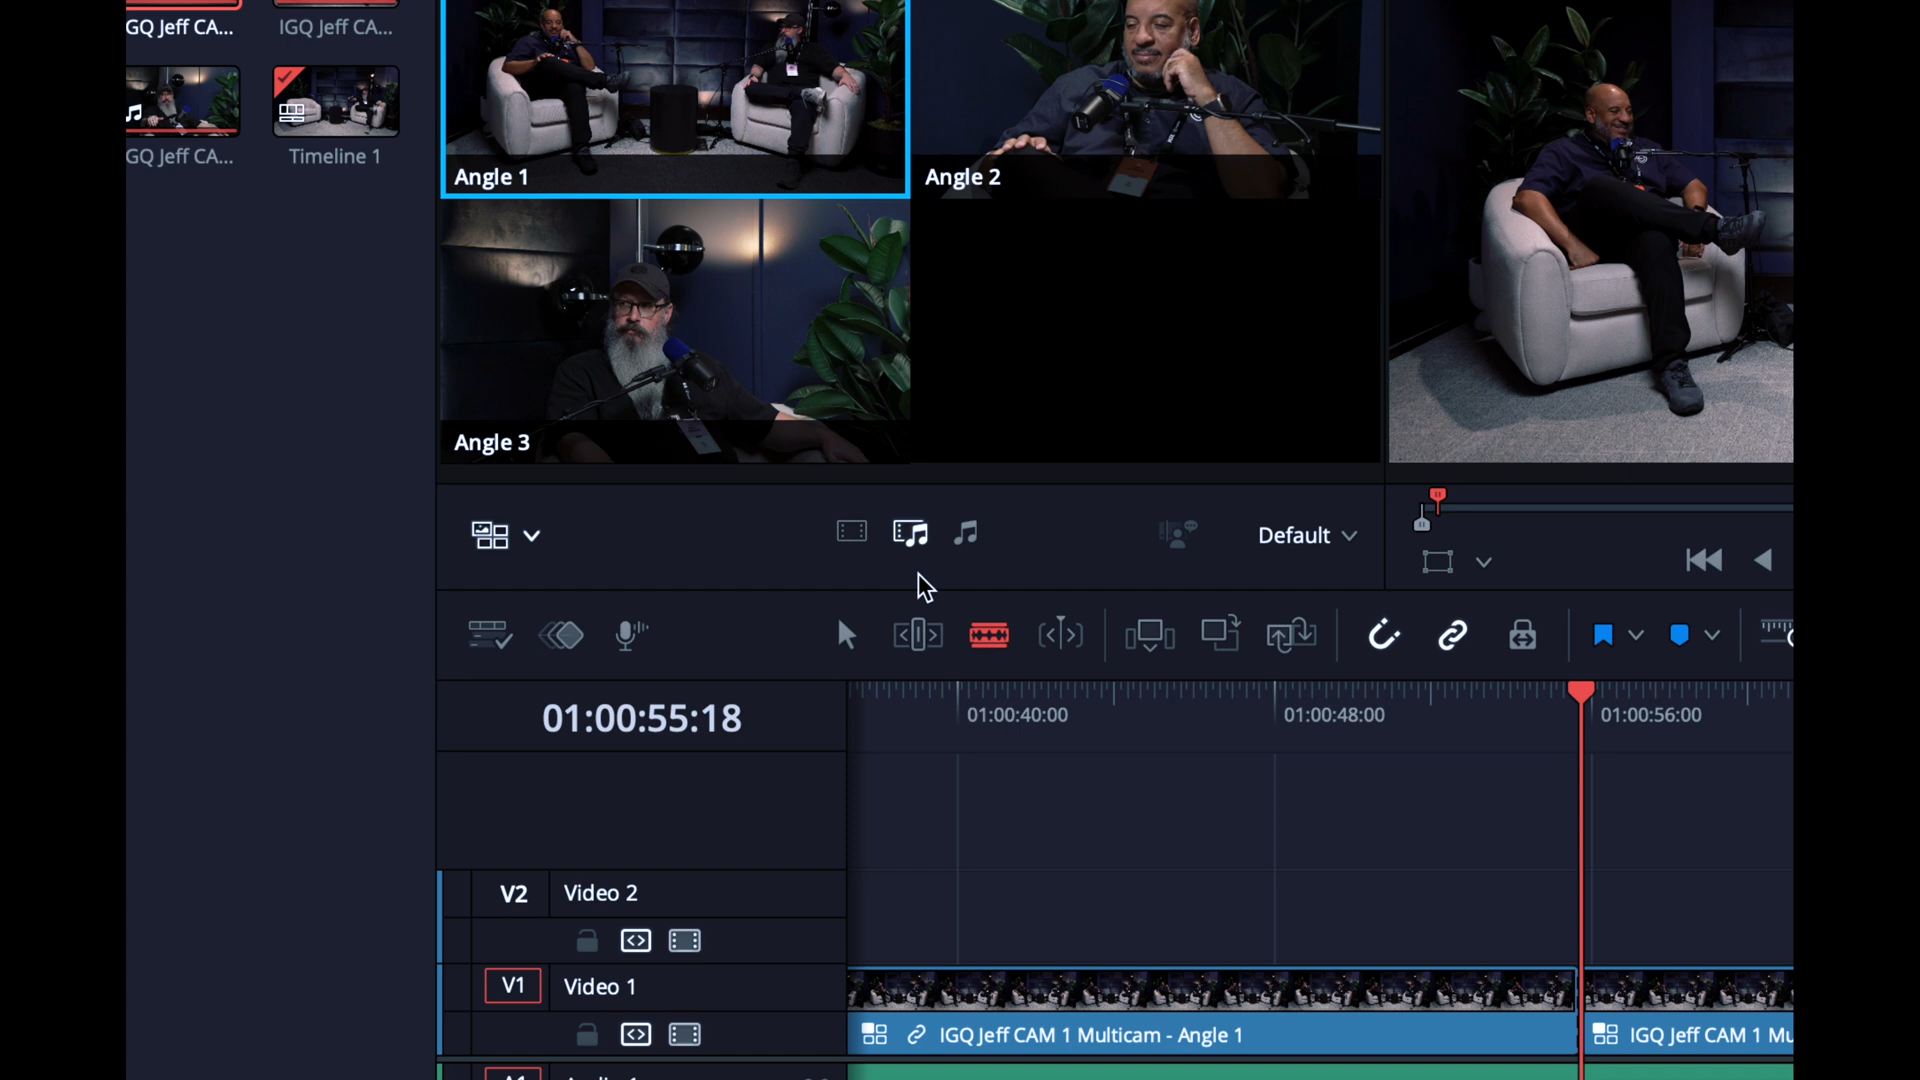 GQ Jeff CA...
IGQ Jeff CA...
GQ Jeff CA...
Timeline 1
Angle 1
Angle 2
Angle 3
Default
01:00:55:18
01:00:40:00
01:00:48:00
01:00:56:00
V2
Video 2
V1
Video 1
IGQ Jeff CAM 1 Multicam - Angle 1
IGQ Jeff CAM 1 Mu